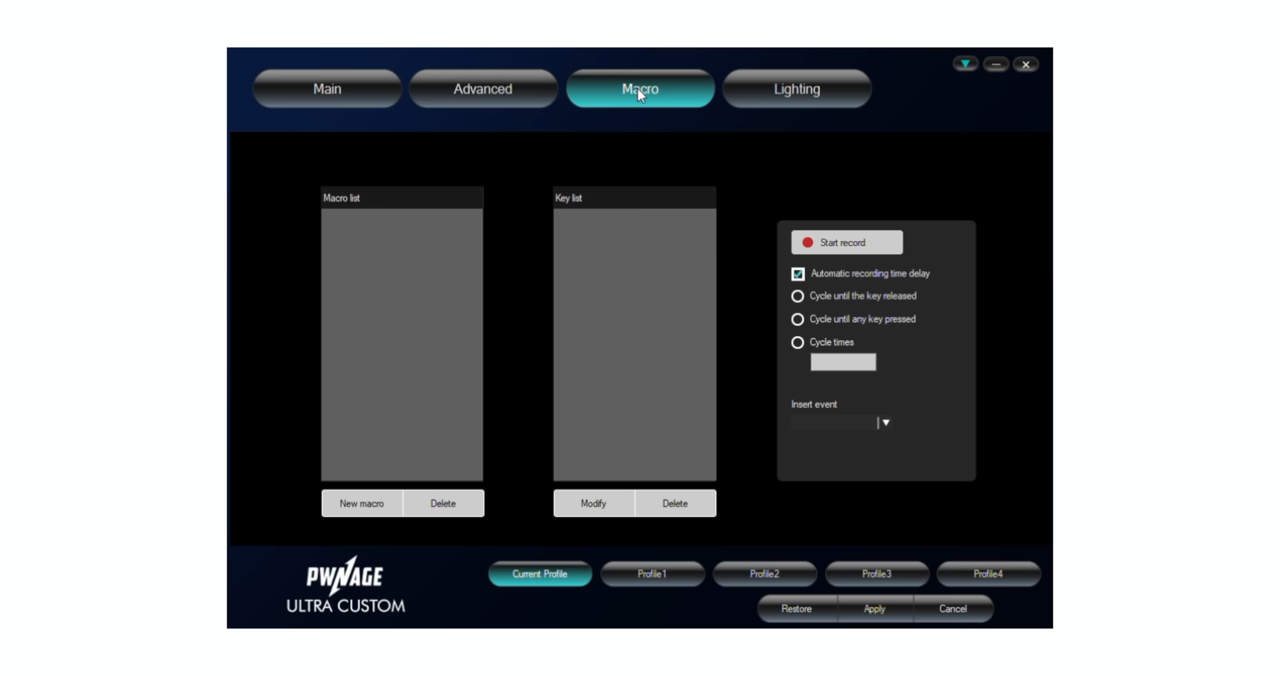 Main
Advanced
Macro
Lighting
Macro list
Key list
Start record
Automatic recording time delay
Cycle until the key released
Cycle until any key pressed
Cycle times
Insert event
New macro
Delete
Modify
Delete
PWNAGE
ULTRA CUSTOM
Current Profile
Profile1
Profile2
Profile3
Profile4
Restore
Apply
Cancel